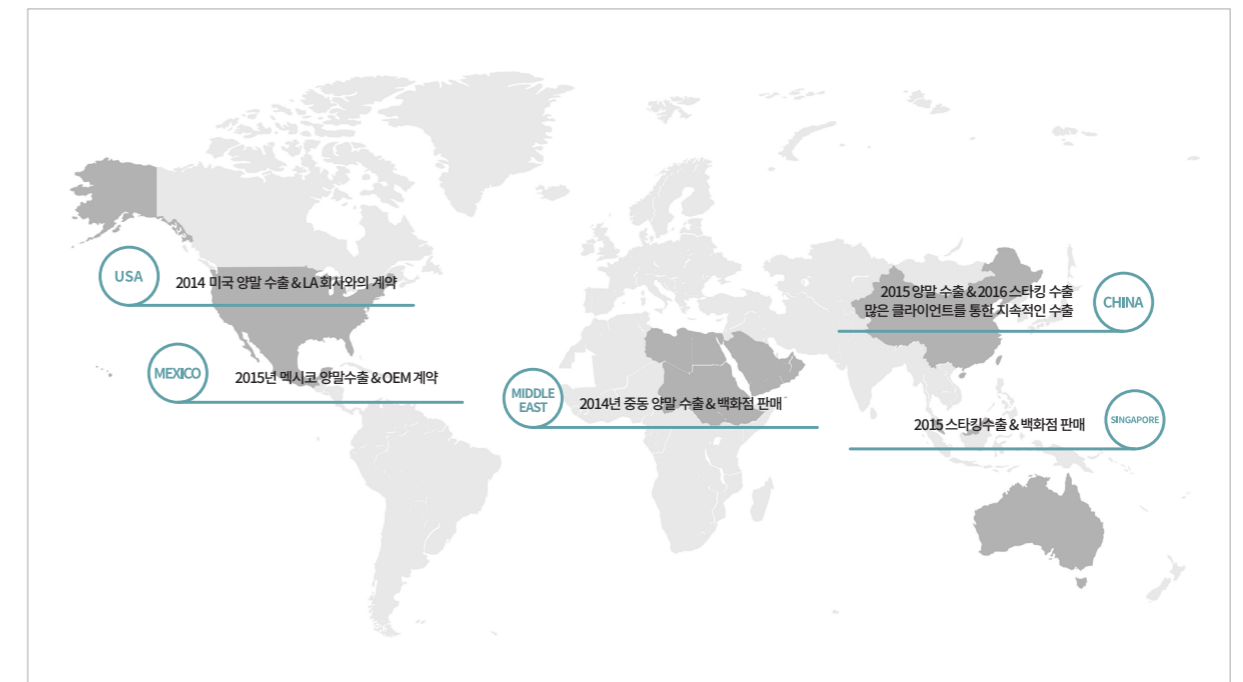 USA
2014 미국 양말 수출 & LA 회사와의 계약
2015 양말 수출 & 2016 스타킹 수출
많은 클라이언트를 통한 지속적인 수출
CHINA
MEXICO
2015년 멕시코 양말수출 & OEM 계약
MIDDLE
EAST
2014년 중동 양말 수출 & 백화점 판매
2015 스타킹수출 & 백화점 판매
SINGAPORE